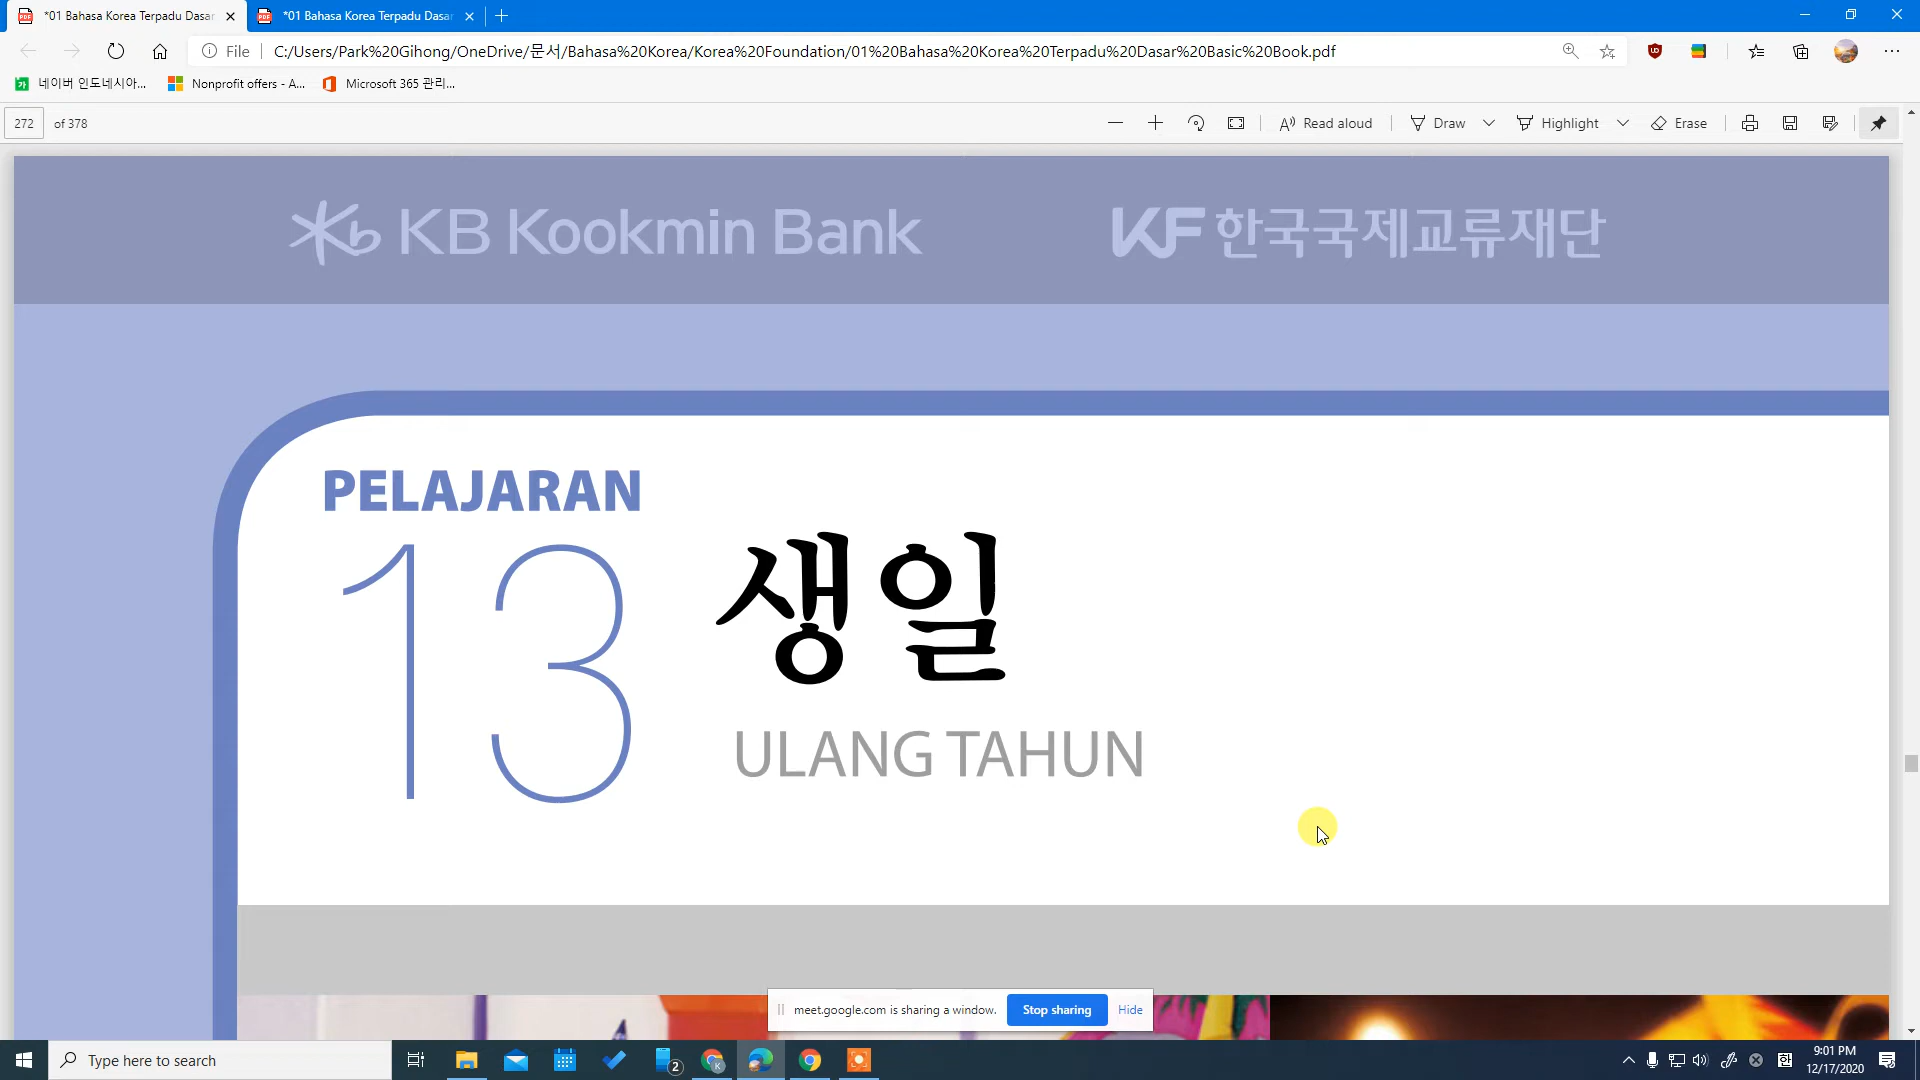 *01 Bahasa Korea Terpadu Dasar
*01 Bahasa Korea Terpadu Dasar
File
C:/Users/Park%20Gihong/OneDrive/문서/Bahasa%20Korea/Korea%20Foundation/01%20Bahasa%20Korea%20Terpadu%20Dasar%20Basic%20Book.pdf
네이버 인도네시아...
Nonprofit offers - A...
Microsoft 365 관리...
272 of 378
Read aloud
Draw
Highlight
Erase
KB Kookmin Bank
KF 한국국제교류재단
PELAJARAN
13
생일
ULANG TAHUN
meet.google.com is sharing a window.
Stop sharing
Hide
Type here to search
2
K
한
9:01 PM
12/17/2020